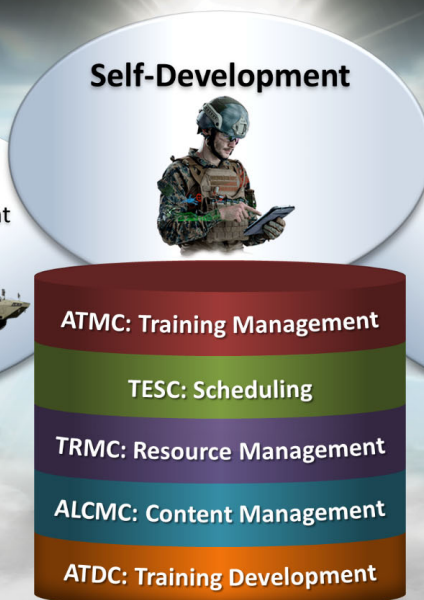 Self-Development
ATMC: Training Management
TESC: Scheduling
TRMC: Resource Management
ALCMC: Content Management
ATDC: Training Development